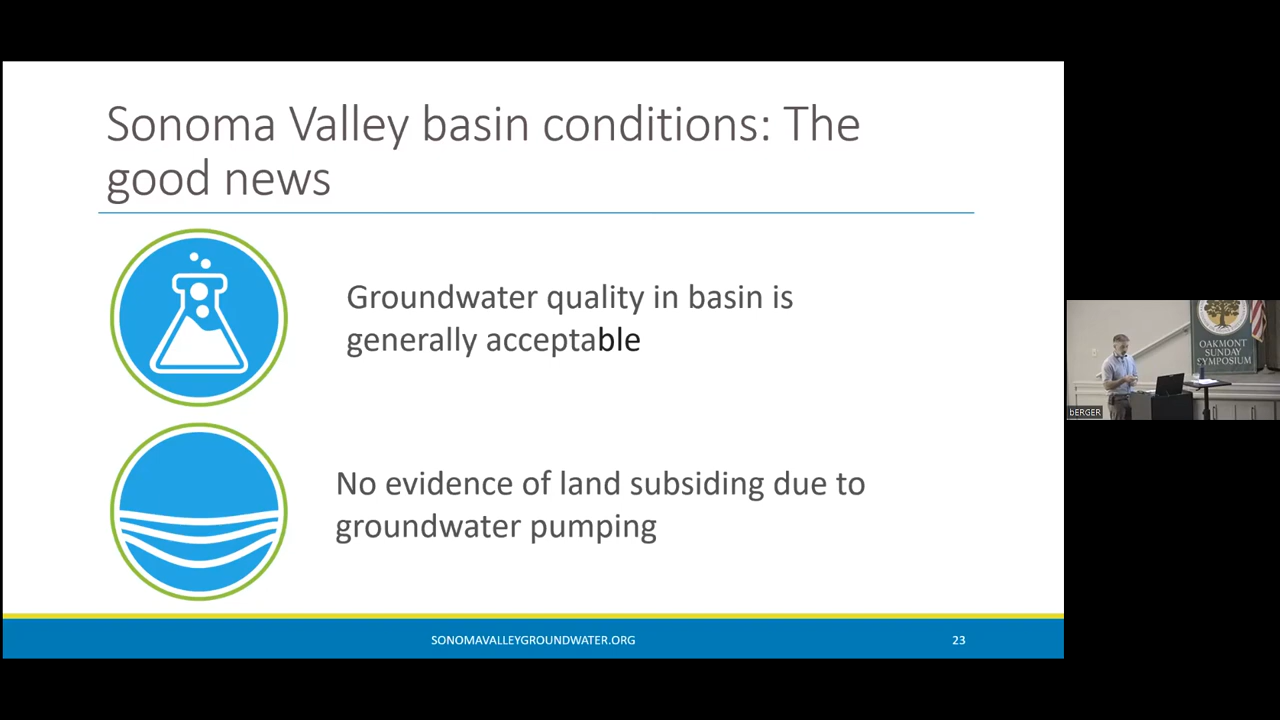 Sonoma Valley basin conditions: The
good news
Groundwater quality in basin is
generally acceptable
No evidence of land subsiding due to
groundwater pumping
SONOMAVALLEYGROUNDWATER.ORG
23
OAKMONT
SUNDAY
SYMPOSIUM
bERGER